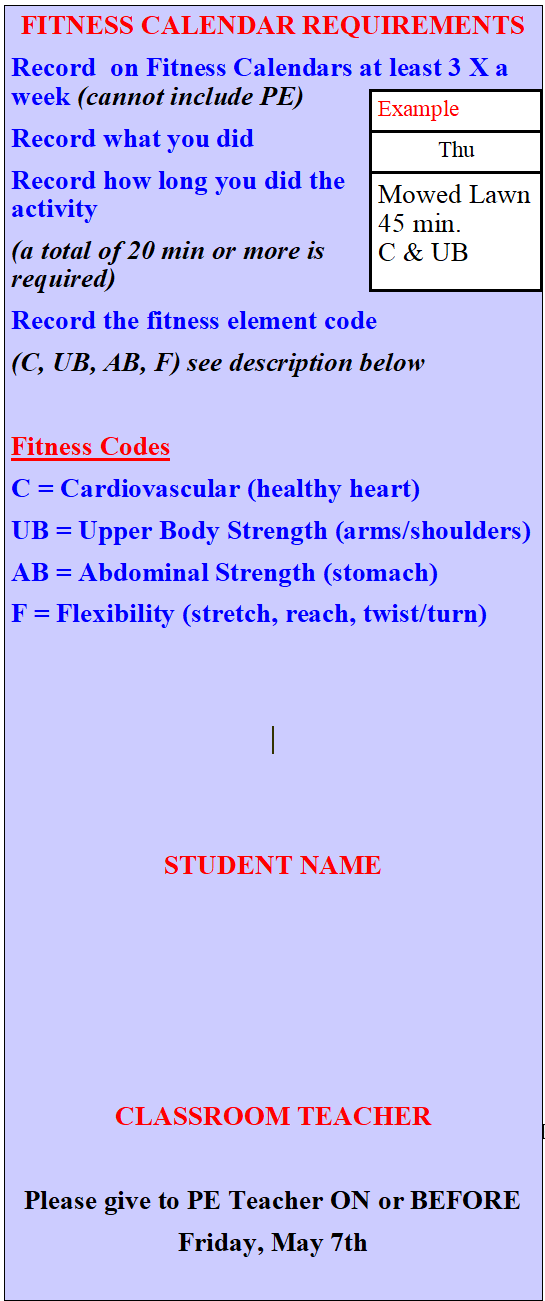 FITNESS CALENDAR REQUIREMENTS
Record  on Fitness Calendars at least 3 X a
week (cannot include PE)
Record what you did
Record how long you did the
activity
(a total of 20 min or more is
required)
Example
Thu
Mowed Lawn
45 min.
C & UB
Record the fitness element code
(C, UB, AB, F) see description below
Fitness Codes
C = Cardiovascular (healthy heart)
UB = Upper Body Strength (arms/shoulders)
AB = Abdominal Strength (stomach)
F = Flexibility (stretch, reach, twist/turn)
STUDENT NAME
CLASSROOM TEACHER
Please give to PE Teacher ON or BEFORE
Friday, May 7th